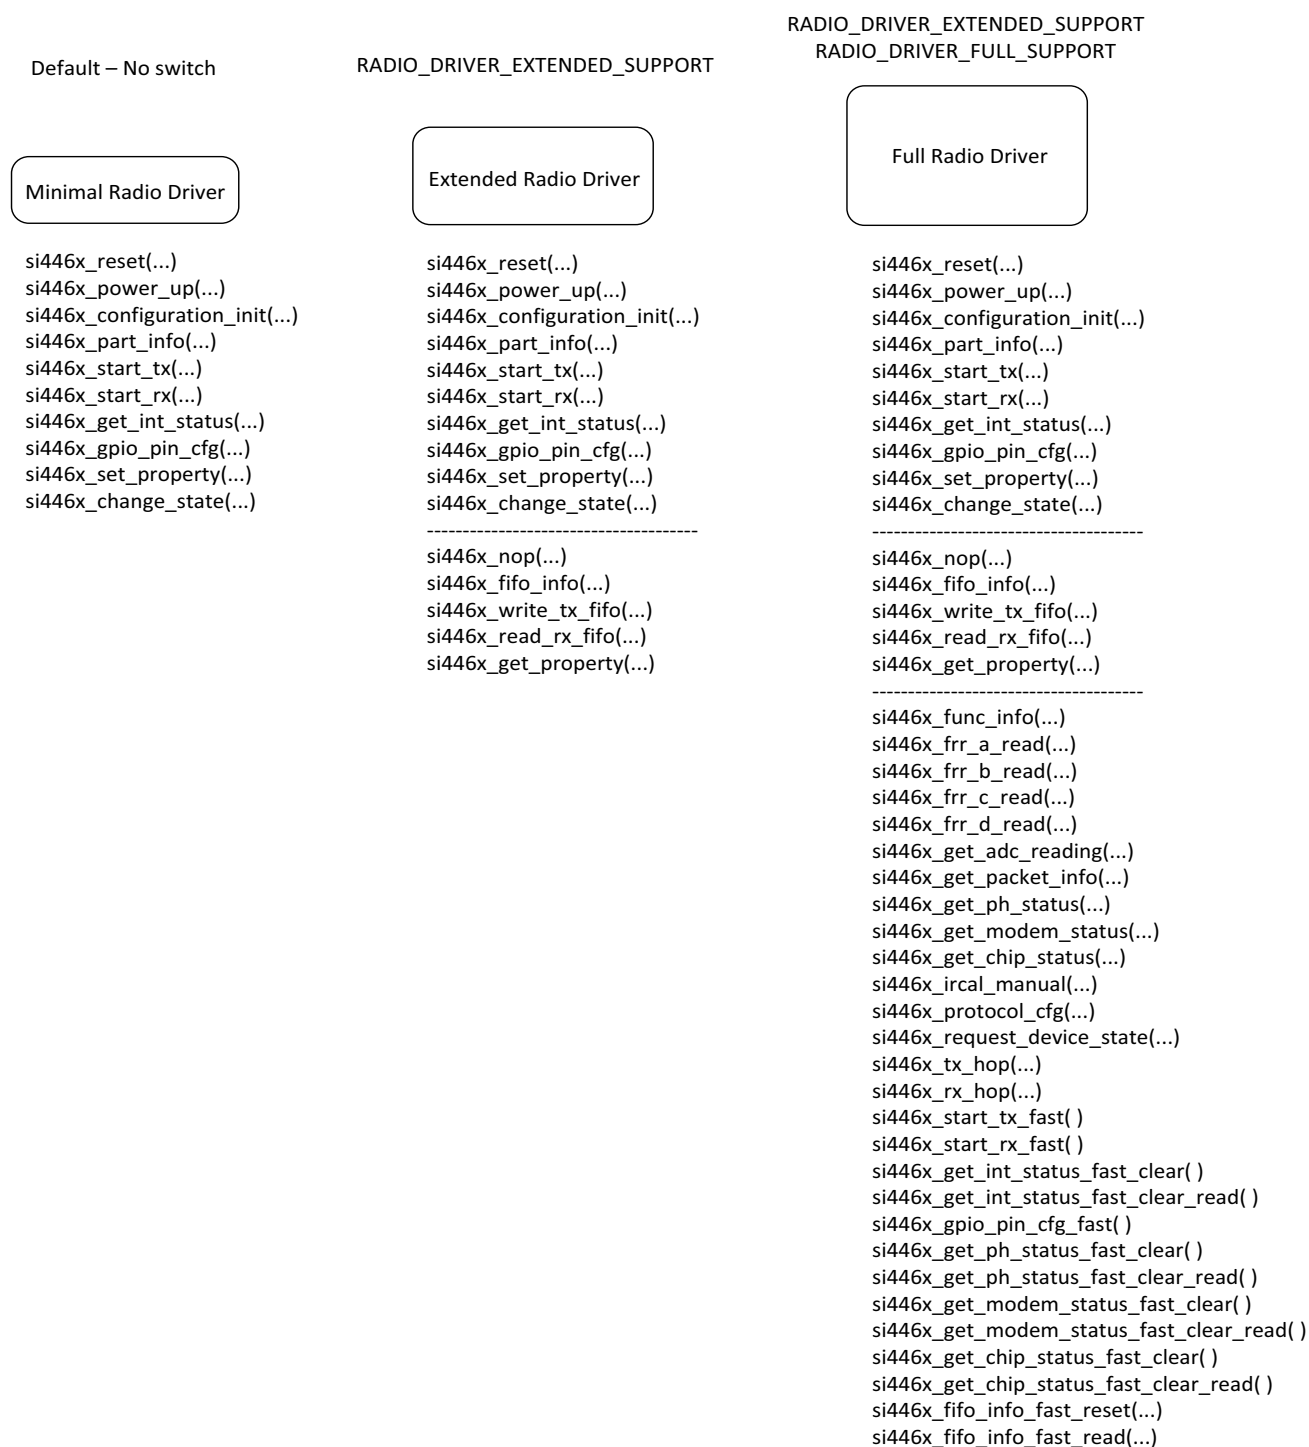 Default – No switch
Minimal Radio Driver
si446x_reset(...)
si446x_power_up(...)
si446x_configuration_init(...)
si446x_part_info(...)
si446x_start_tx(...)
si446x_start_rx(...)
si446x_get_int_status(...)
si446x_gpio_pin_cfg(...)
si446x_set_property(...)
si446x_change_state(...)
RADIO_DRIVER_EXTENDED_SUPPORT
Extended Radio Driver
si446x_reset(...)
si446x_power_up(...)
si446x_configuration_init(...)
si446x_part_info(...)
si446x_start_tx(...)
si446x_start_rx(...)
si446x_get_int_status(...)
si446x_gpio_pin_cfg(...)
si446x_set_property(...)
si446x_change_state(...)
--------------------------------------
si446x_nop(...)
si446x_fifo_info(...)
si446x_write_tx_fifo(...)
si446x_read_rx_fifo(...)
si446x_get_property(...)
RADIO_DRIVER_EXTENDED_SUPPORT
RADIO_DRIVER_FULL_SUPPORT
Full Radio Driver
si446x_reset(...)
si446x_power_up(...)
si446x_configuration_init(...)
si446x_part_info(...)
si446x_start_tx(...)
si446x_start_rx(...)
si446x_get_int_status(...)
si446x_gpio_pin_cfg(...)
si446x_set_property(...)
si446x_change_state(...)
--------------------------------------
si446x_nop(...)
si446x_fifo_info(...)
si446x_write_tx_fifo(...)
si446x_read_rx_fifo(...)
si446x_get_property(...)
--------------------------------------
si446x_func_info(...)
si446x_frr_a_read(...)
si446x_frr_b_read(...)
si446x_frr_c_read(...)
si446x_frr_d_read(...)
si446x_get_adc_reading(...)
si446x_get_packet_info(...)
si446x_get_ph_status(...)
si446x_get_modem_status(...)
si446x_get_chip_status(...)
si446x_ircal_manual(...)
si446x_protocol_cfg(...)
si446x_request_device_state(...)
si446x_tx_hop(...)
si446x_rx_hop(...)
si446x_start_tx_fast( )
si446x_start_rx_fast( )
si446x_get_int_status_fast_clear( )
si446x_get_int_status_fast_clear_read( )
si446x_gpio_pin_cfg_fast( )
si446x_get_ph_status_fast_clear( )
si446x_get_ph_status_fast_clear_read( )
si446x_get_modem_status_fast_clear( )
si446x_get_modem_status_fast_clear_read( )
si446x_get_chip_status_fast_clear( )
si446x_get_chip_status_fast_clear_read( )
si446x_fifo_info_fast_reset(...)
si446x_fifo_info_fast_read(...)